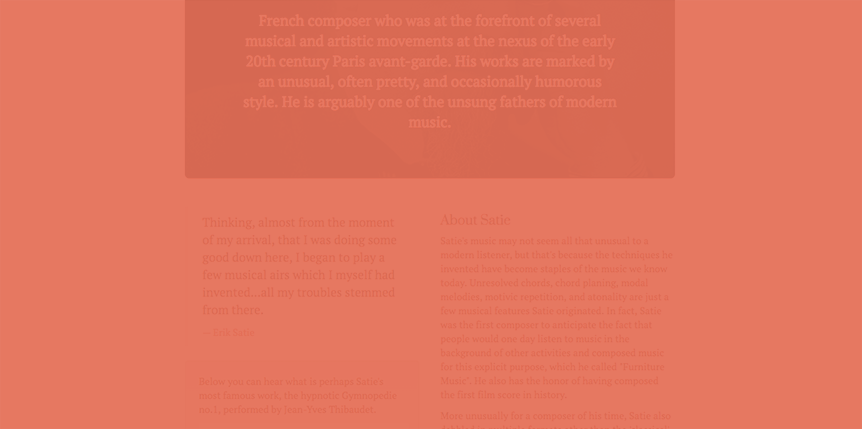 French composer who was at the forefront of several
musical and artistic movements at the nexus of the early
20th century Paris avant-garde. His works are marked by
an unusual, often pretty, and occasionally humorous
style. He is arguably one of the unsung fathers of modern
music.
Thinking, almost from the moment
of my arrival, that I was doing some
good down here, I began to play a
few musical airs which I myself had
invented...all my troubles stemmed
from there.
— Erik Satie
Below you can hear what is perhaps Satie's
most famous work, the hypnotic Gymnopédie
no.1, performed by Jean-Yves Thibaudet.
About Satie
Satie's music may not sound all that unusual to a
modern listener, but that's because the techniques he
invented have become staples of the music we know
today. Unresolved chords, chord planing, modal
melodies, motivic repetition, and atonality are just a
few musical features Satie originated. In fact, Satie
was the first composer to anticipate the fact that
people would one day listen to music in the
background of other activities and composed music
for this explicit purpose, which he called "Furniture
Music". He also has the honor of having composed
the first film score in history.
More unusually for a composer of his time, Satie also